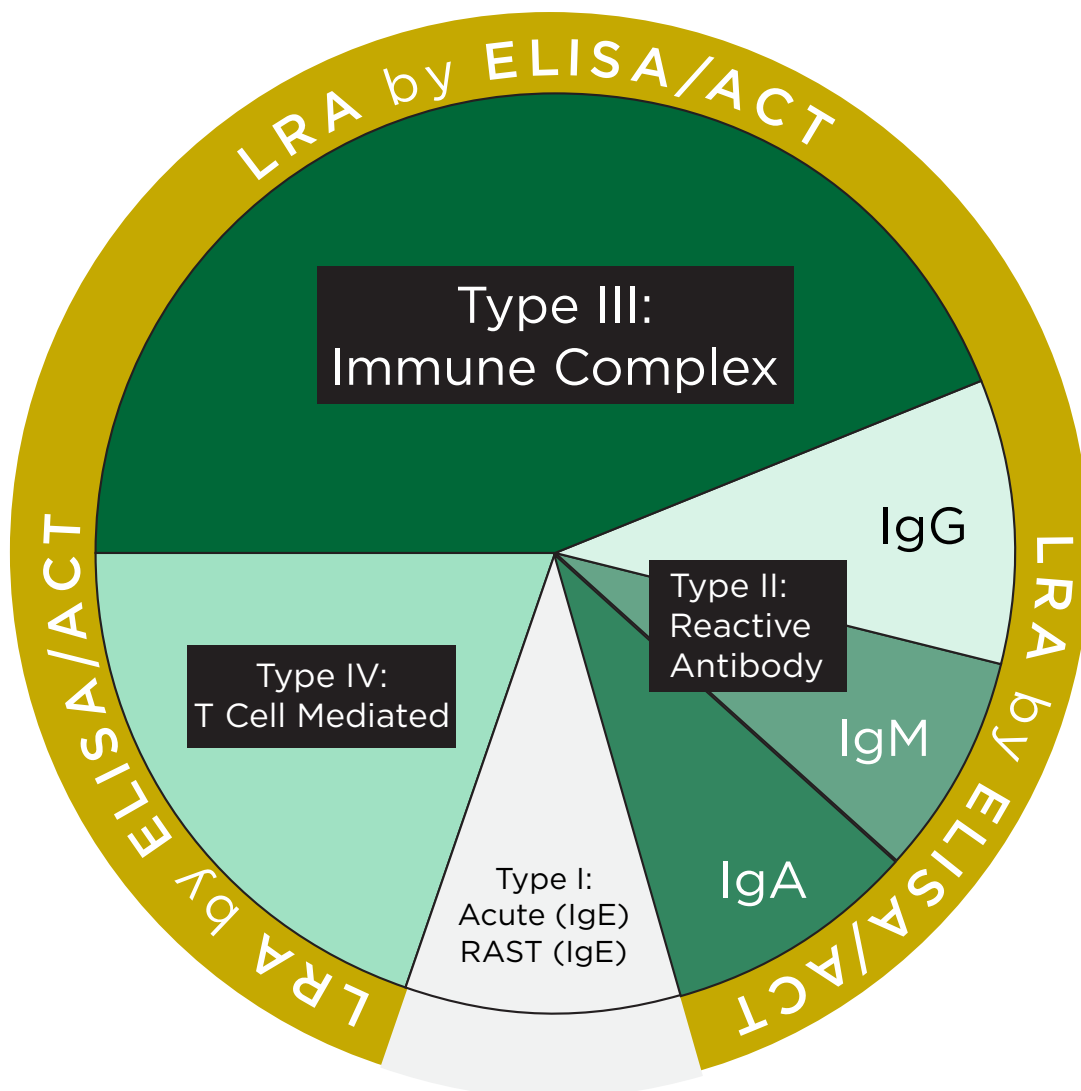 LRA by ELISA/ACT
Type III:
Immune Complex
IgG
Type II:
Reactive
Antibody
IgM
IgA
Type IV:
T Cell Mediated
Type I:
Acute (IgE)
RAST (IgE)
LRA by ELISA/ACT
LRA by ELISA/ACT